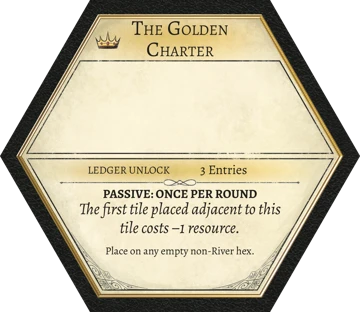 The Golden
Charter
LEDGER UNLOCK 3 Entries
PASSIVE: ONCE PER ROUND
The first tile placed adjacent to this
tile costs –1 resource.
Place on any empty non-River hex.